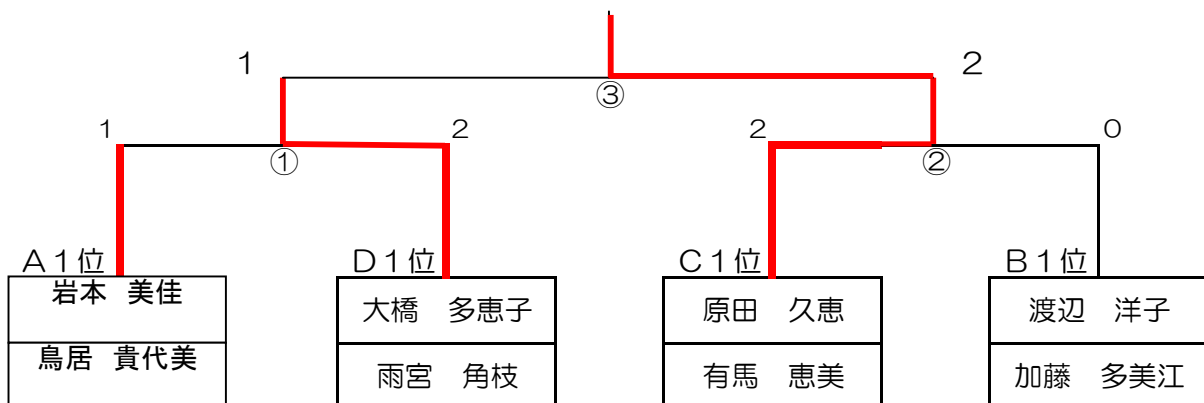 1 2
③
1 2 2 0
① ②
A1位 D1位 C1位 B1位
岩本 美佳 大橋 多恵子 原田 久恵 渡辺 洋子
鳥居 貴代美 雨宮 角枝 有馬 恵美 加藤 多美江